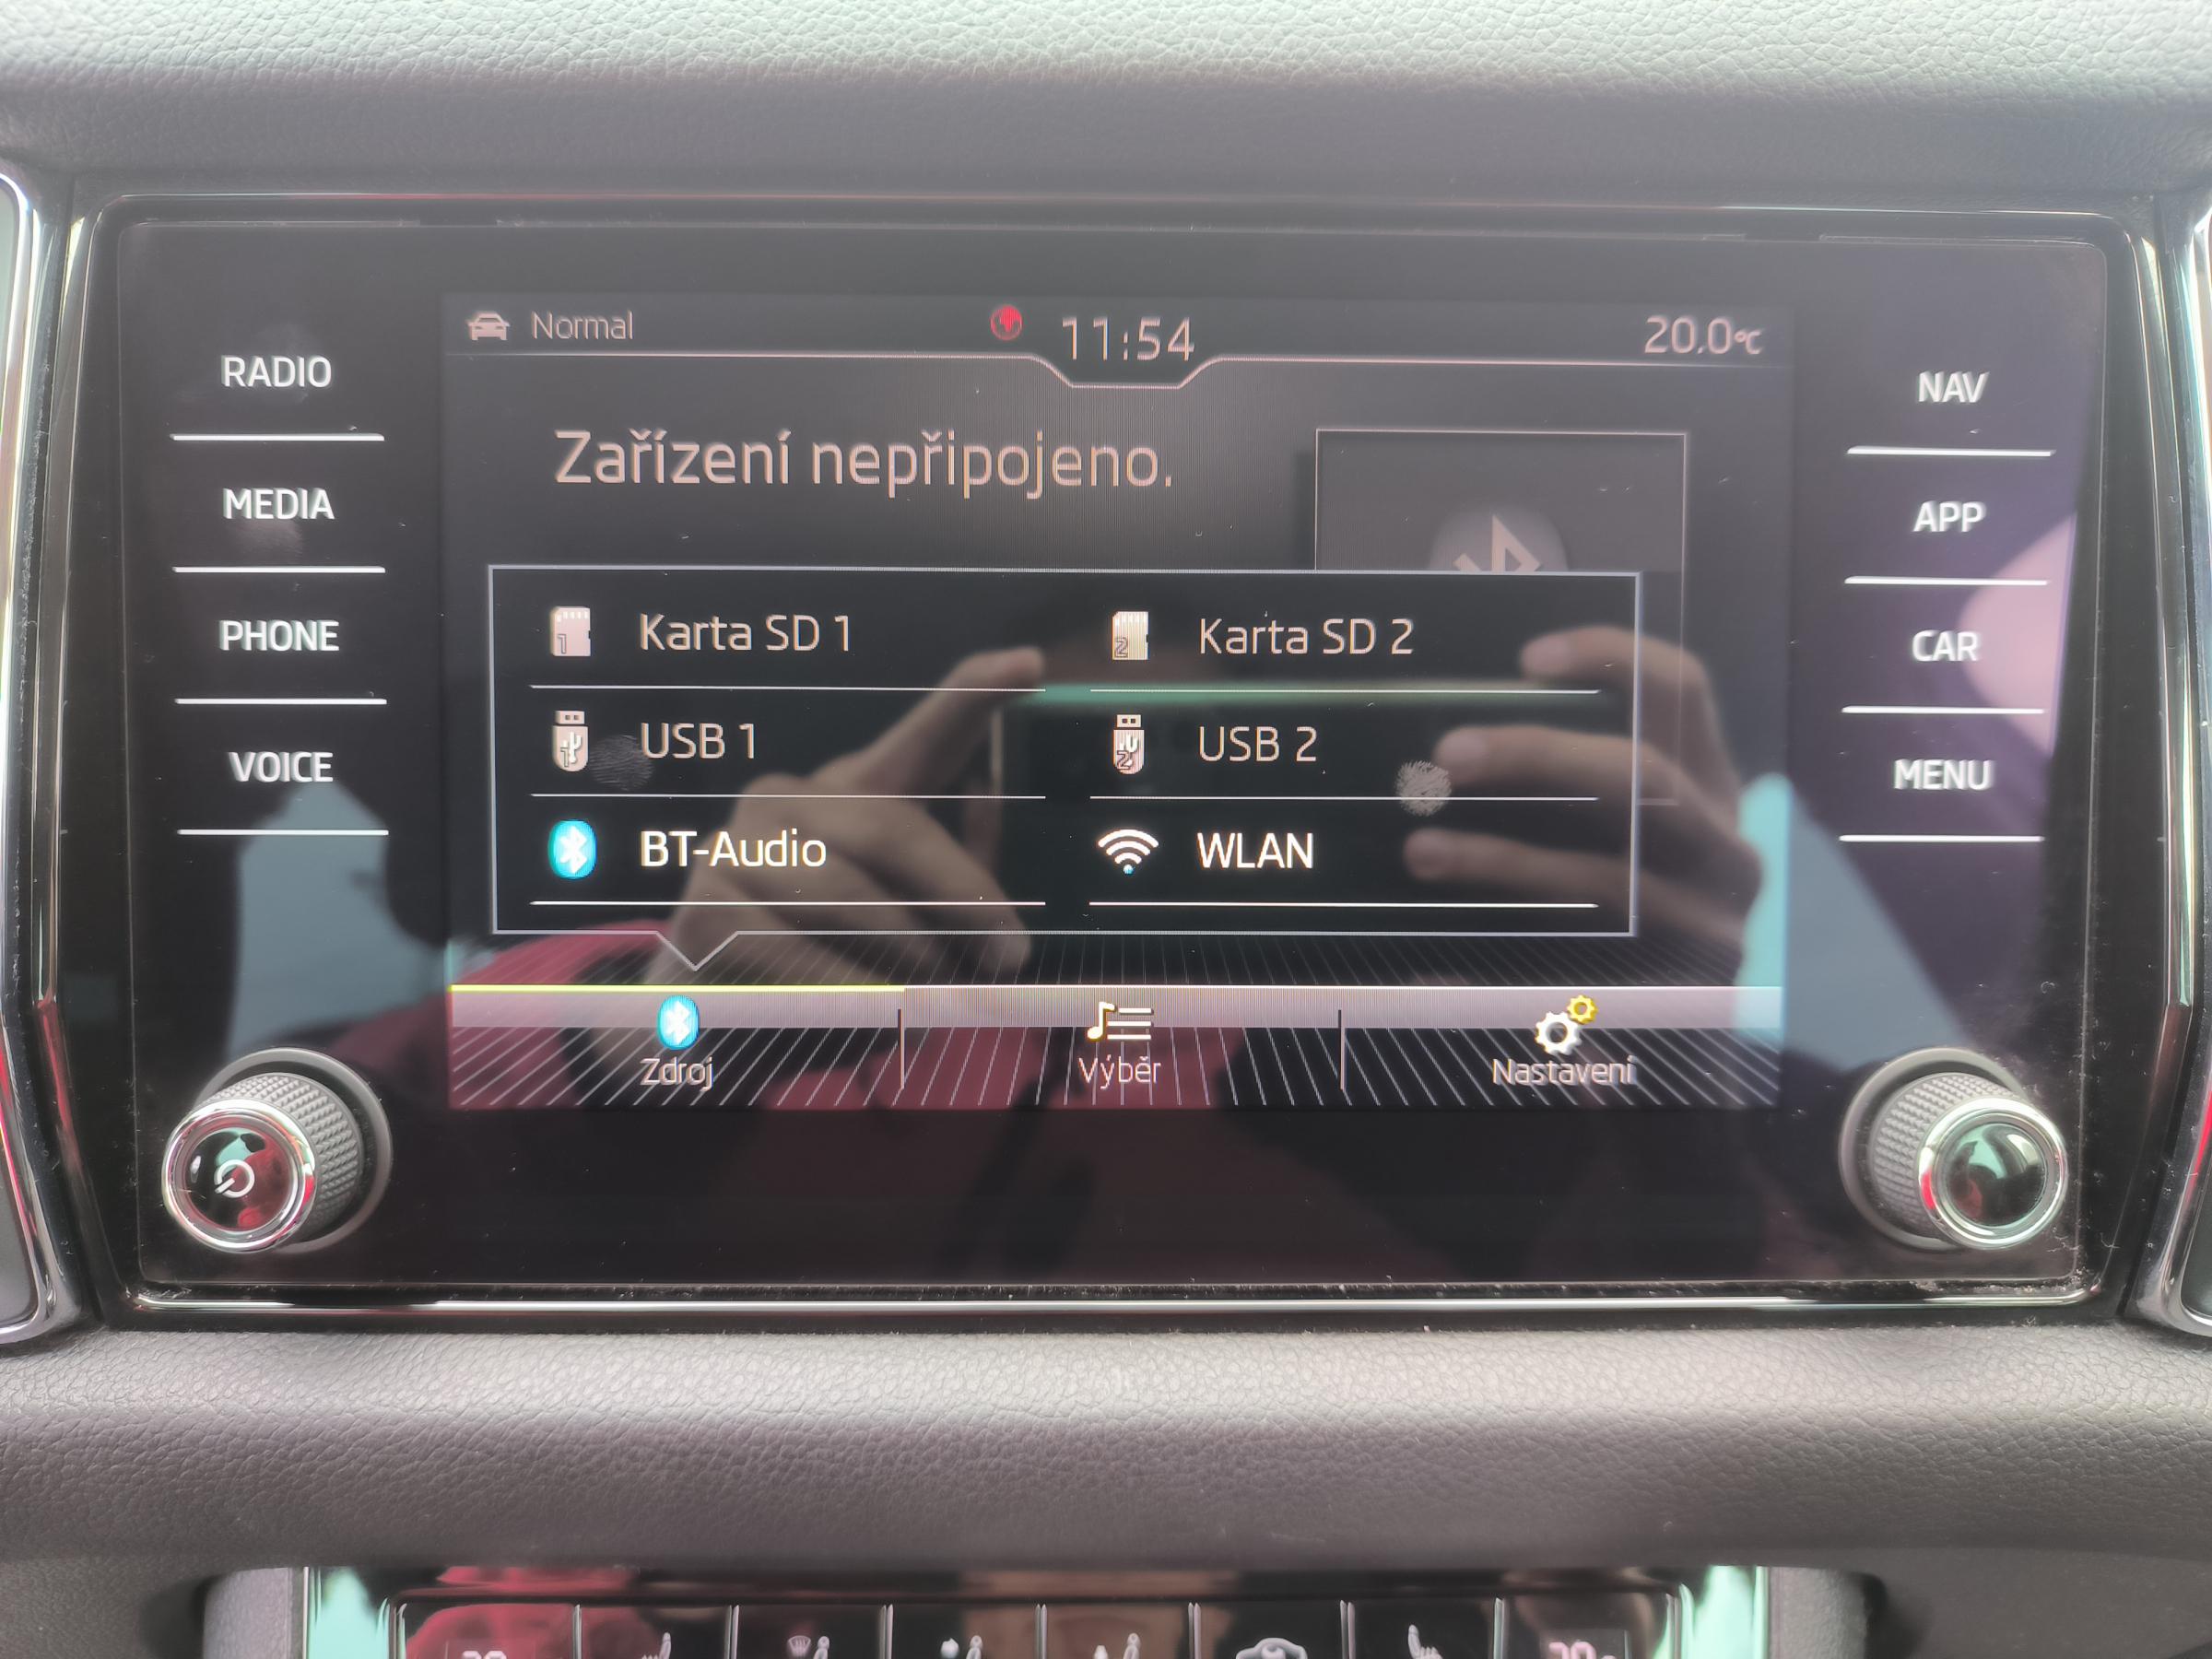 Normal
11:54
20.0°C
RADIO
MEDIA
PHONE
VOICE
Zařízení nepřipojeno.
Karta SD 1
Karta SD 2
USB 1
USB 2
BT-Audio
WLAN
Zdroj
Výběr
Nastavení
NAV
APP
CAR
MENU